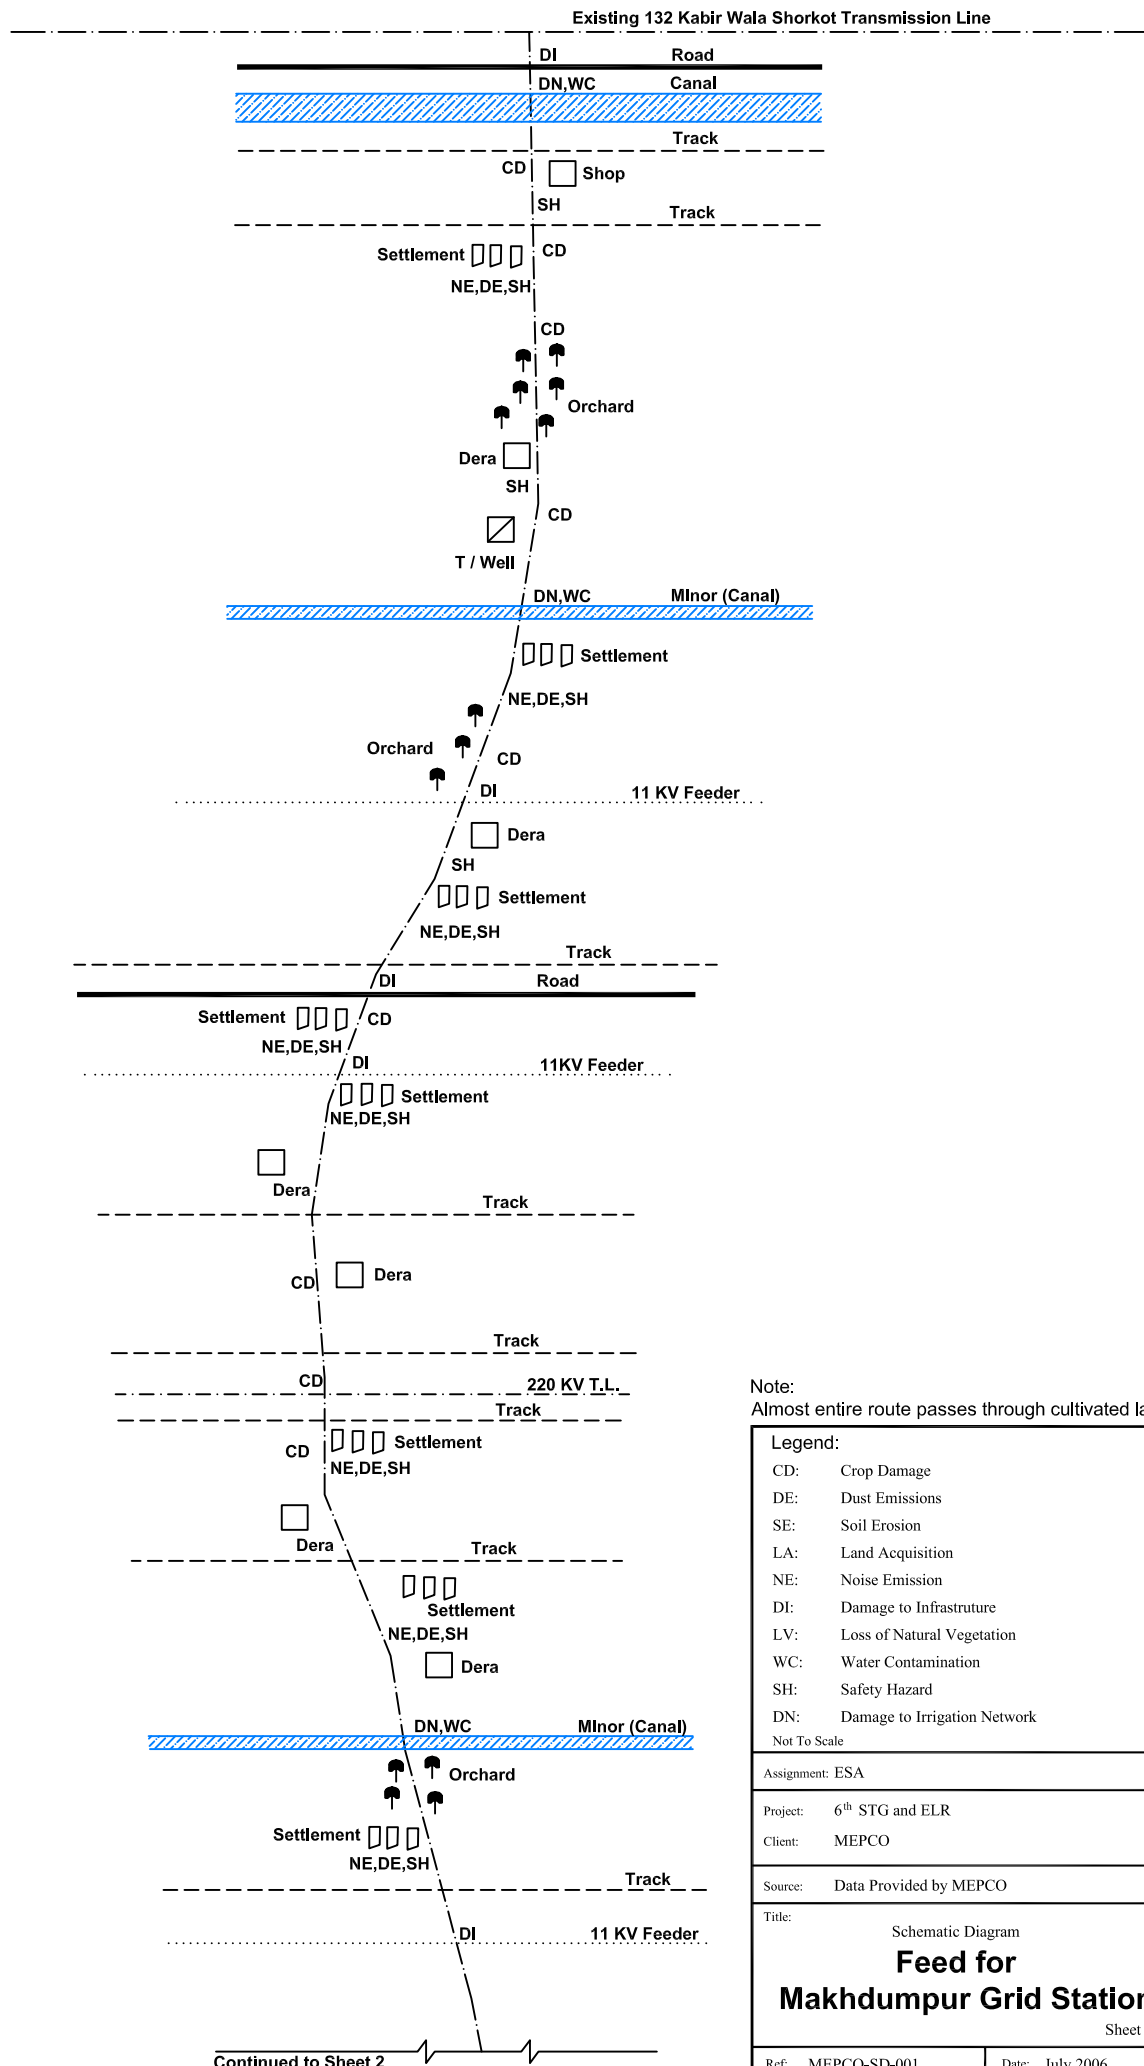 Existing 132 Kabir Wala Shorkot Transmission Line
DI Road
DN,WC Canal
Track
CD Shop
SH
Track
Settlement CD
NE,DE,SH
CD
Orchard
Dera
SH
CD
T / Well
DN,WC MInor (Canal)
Settlement
NE,DE,SH
Orchard
CD
DI 11 KV Feeder
Dera
SH
Settlement
NE,DE,SH
Track
DI Road
Settlement CD
NE,DE,SH
DI 11KV Feeder
Settlement
NE,DE,SH
Dera
Track
CD Dera
Track
CD 220 KV T.L.
Track
CD Settlement
NE,DE,SH
Dera
Track
Settlement
NE,DE,SH
Dera
DN,WC MInor (Canal)
Orchard
Settlement
NE,DE,SH
Track
DI 11 KV Feeder
Continued to Sheet 2
Note:
Almost entire route passes through cultivated
Legend:
CD: Crop Damage
DE: Dust Emissions
SE: Soil Erosion
LA: Land Acquisition
NE: Noise Emission
DI: Damage to Infrastruture
LV: Loss of Natural Vegetation
WC: Water Contamination
SH: Safety Hazard
DN: Damage to Irrigation Network
Not To Scale
Assignment: ESA
Project: 6th STG and ELR
Client: MEPCO
Source: Data Provided by MEPCO
Title:
Schematic Diagram
Feed for
Makhdumpur Grid Station
Sheet
Ref: MEPCO-SD-001 Date: July 2006